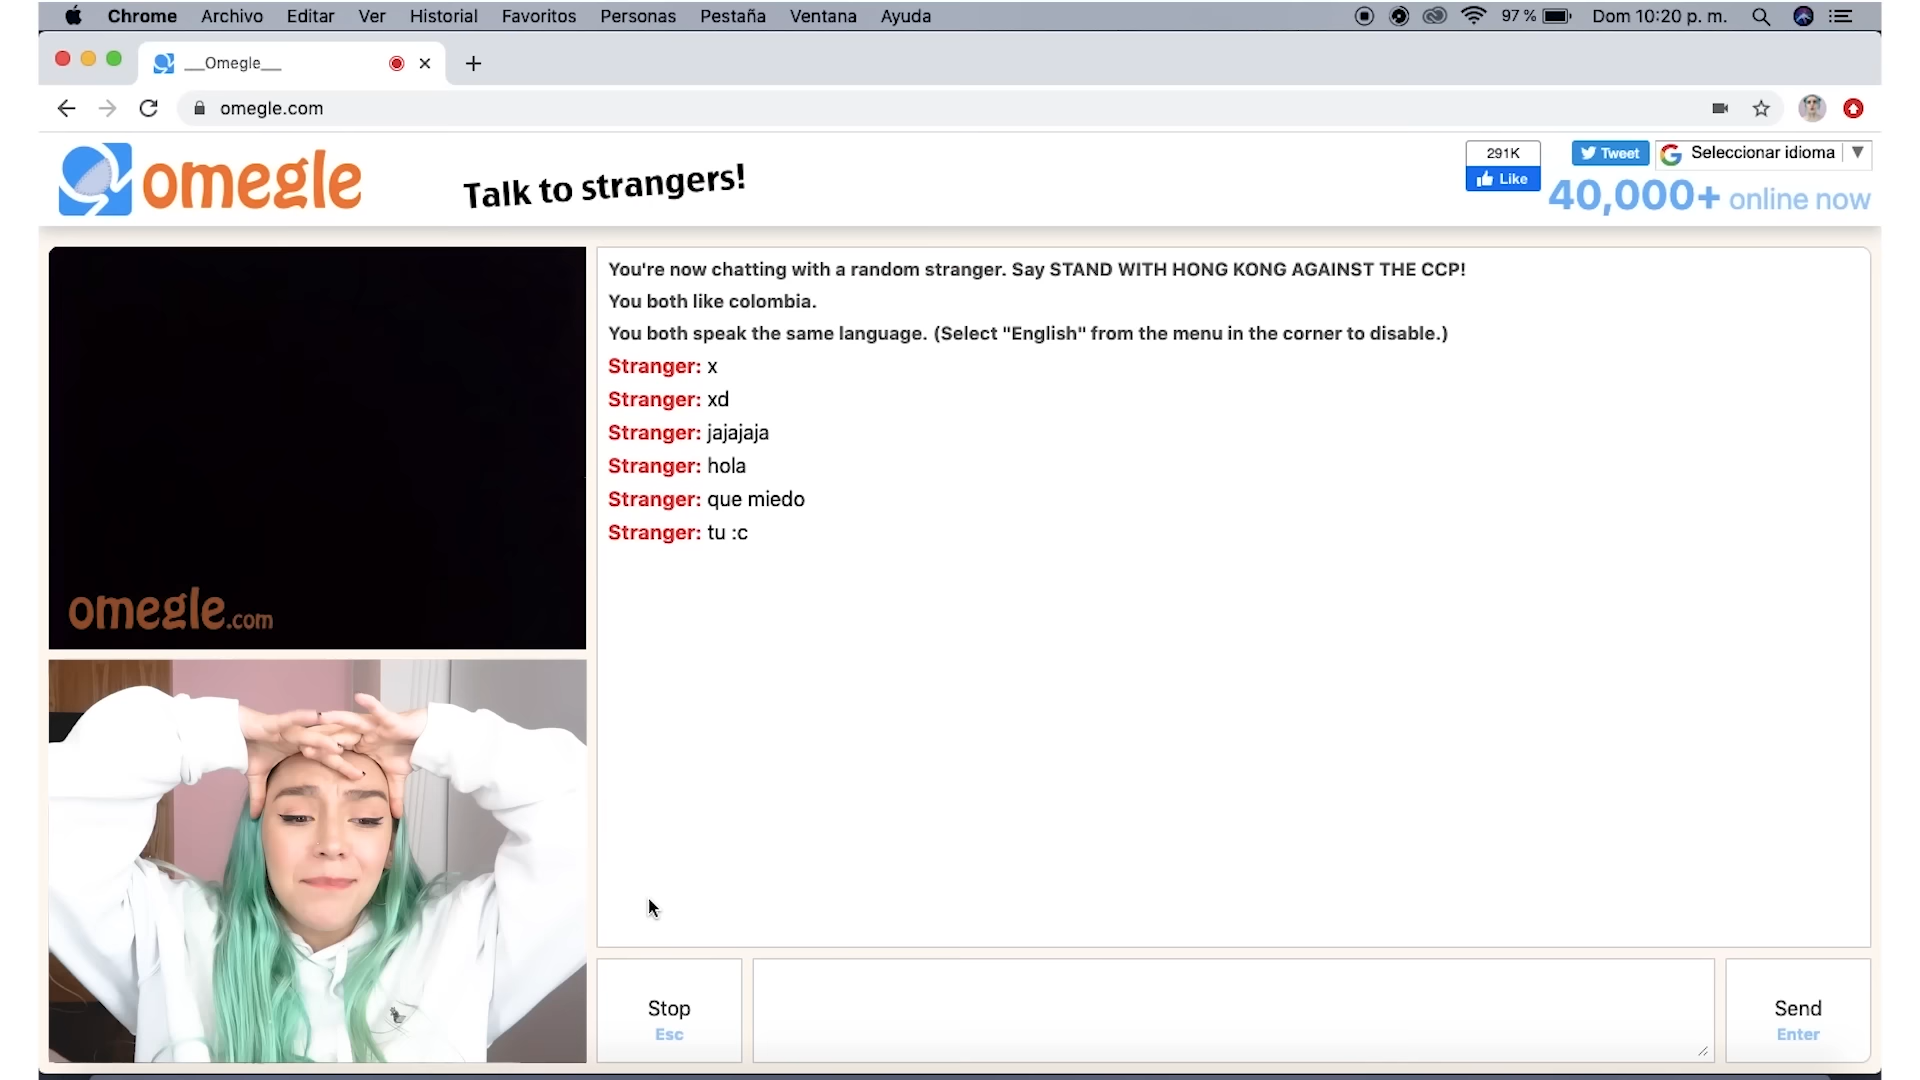 Chrome Archivo Editar Ver Historial Favoritos Personas Pestaña Ventana Ayuda 97 % Dom 10:20 p. m.
__Omegle__
omegle.com
omegle Talk to strangers! 291K Like Tweet Seleccionar idioma
40,000+ online now
You're now chatting with a random stranger. Say STAND WITH HONG KONG AGAINST THE CCP!
You both like colombia.
You both speak the same language. (Select "English" from the menu in the corner to disable.)
Stranger: x
Stranger: xd
Stranger: jajajaja
Stranger: hola
Stranger: que miedo
Stranger: tu :c
omegle.com
Stop
Esc
Send
Enter